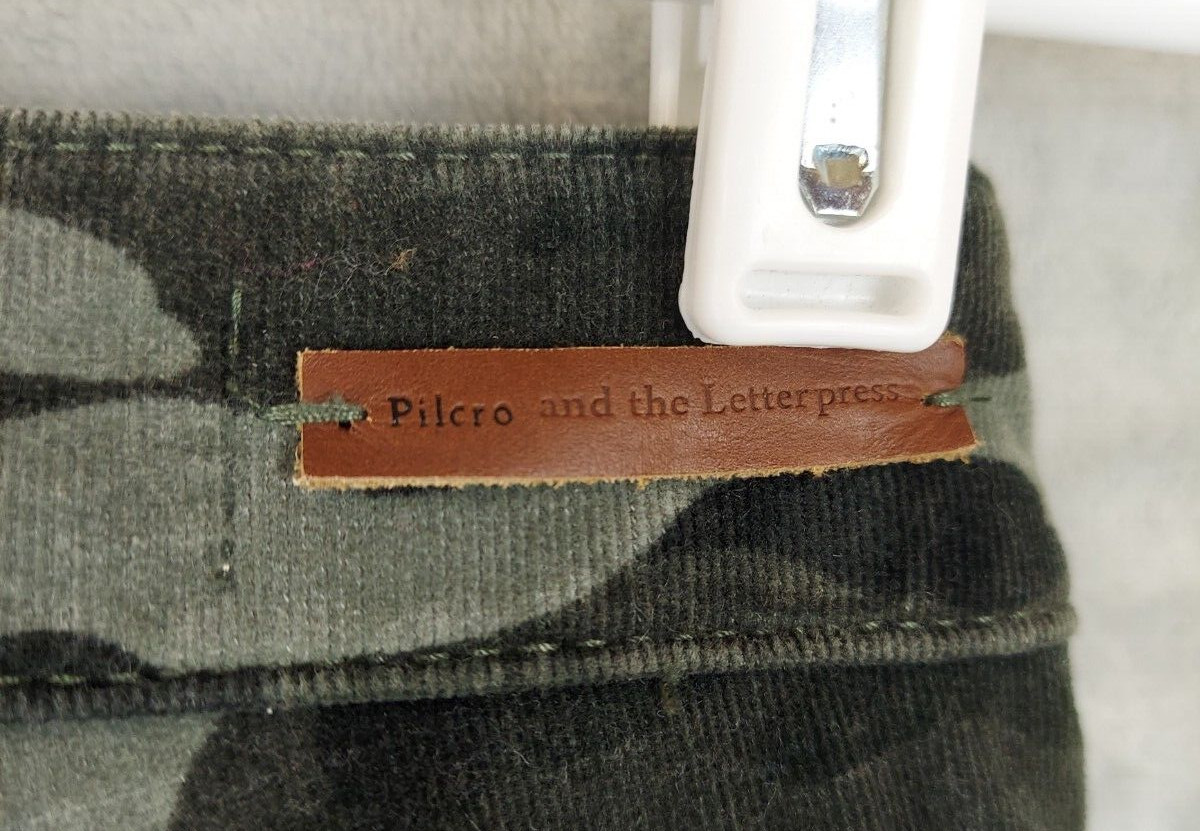 Pilcro and the Letterpress